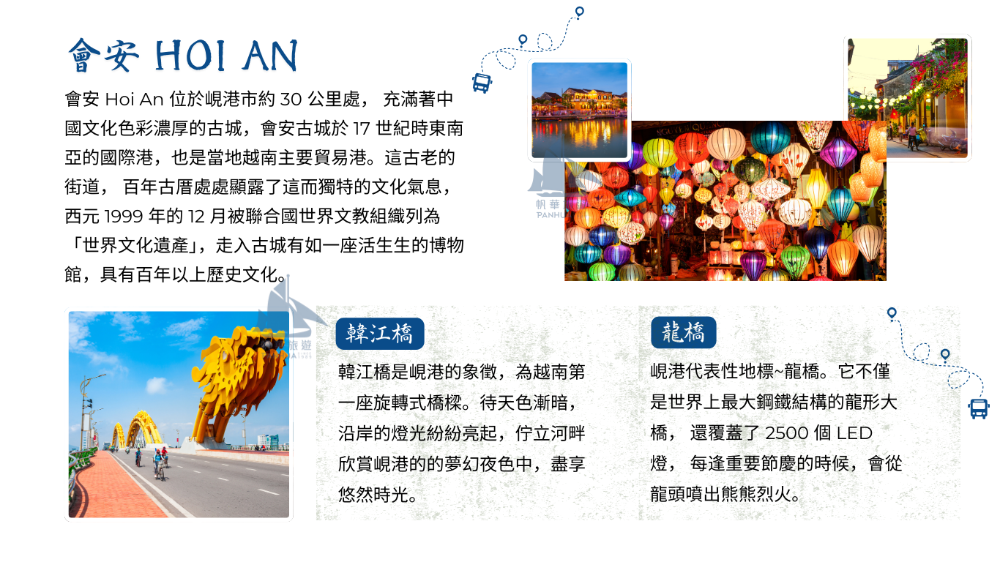 會安 HOI AN
會安 Hoi An 位於峴港市約 30 公里處， 充滿著中
國文化色彩濃厚的古城，會安古城於 17 世紀時東南
亞的國際港，也是當地越南主要貿易港。這古老的
街道， 百年古厝處處顯露了這而獨特的文化氣息，
西元 1999 年的 12 月被聯合國世界文教組織列為
「世界文化遺產」，走入古城有如一座活生生的博物
館，具有百年以上歷史文化。
帆華
PANHU
旅遊
韓江橋
韓江橋是峴港的象徵，為越南第
一座旋轉式橋樑。待天色漸暗，
沿岸的燈光紛紛亮起，佇立河畔
欣賞峴港的的夢幻夜色中，盡享
悠然時光。
龍橋
峴港代表性地標~龍橋。它不僅
是世界上最大鋼鐵結構的龍形大
橋， 還覆蓋了 2500 個 LED
燈， 每逢重要節慶的時候，會從
龍頭噴出熊熊烈火。